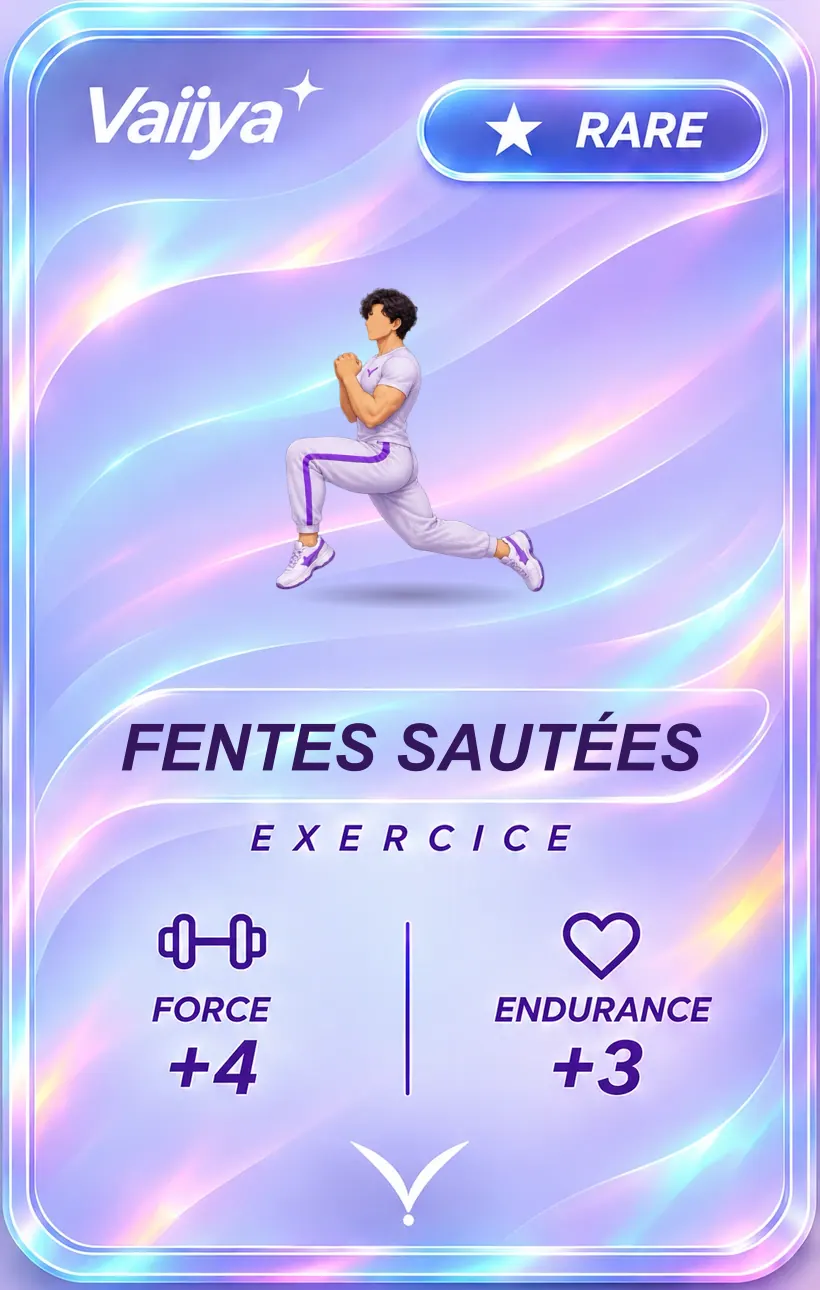 Vaiiya
RARE
FENTES SAUTÉES
EXERCICE
FORCE
+4
ENDURANCE
+3